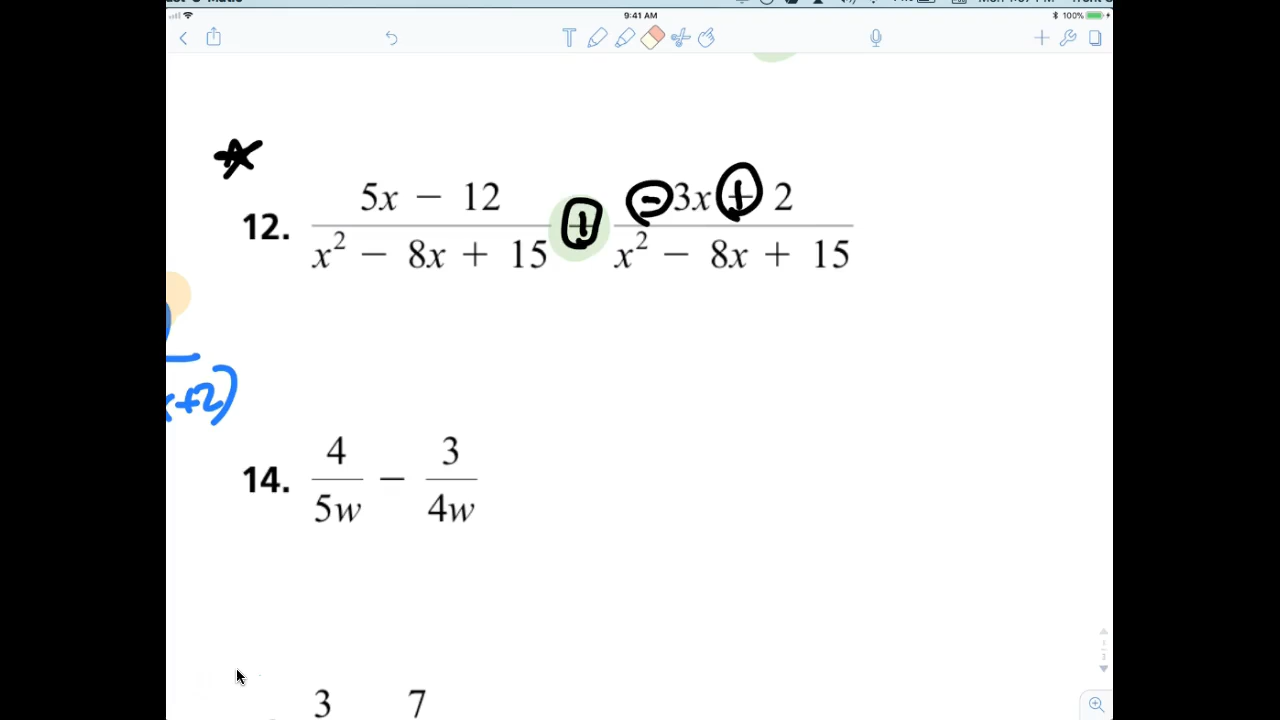 9:41 AM 100%
T
5x − 12 + −3x + 2
12.
x² − 8x + 15 x² − 8x + 15
x+2)
4 3
14. −
5w 4w
3 7